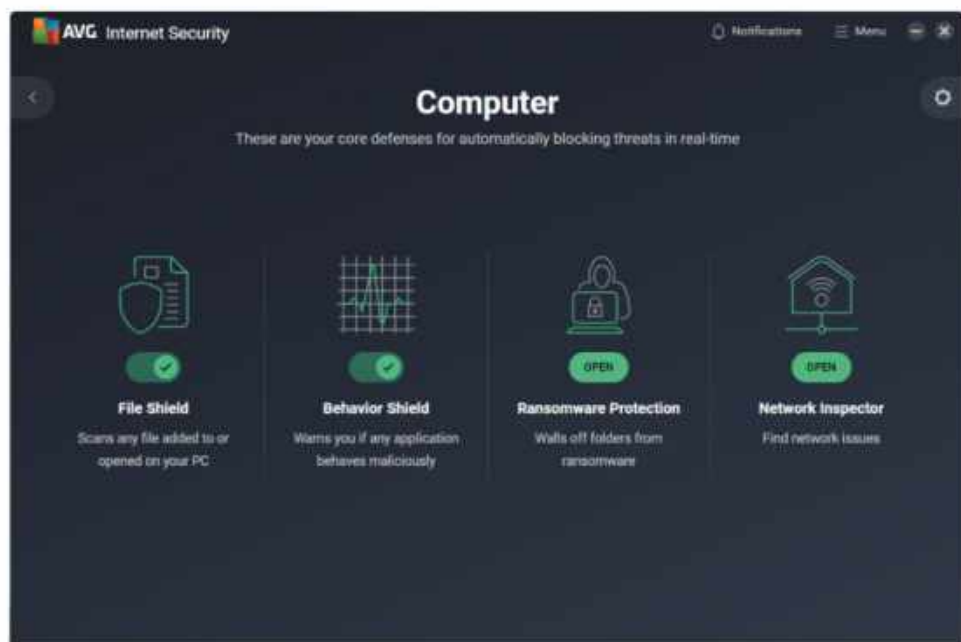 AVG Internet Security
Notifications
Menu
Computer
These are your core defenses for automatically blocking threats in real-time
OPEN
OPEN
File Shield
Behavior Shield
Ransomware Protection
Network Inspector
Scans any file added to or
opened on your PC
Warns you if any application
behaves maliciously
Walls off folders from
ransomware
Find network issues